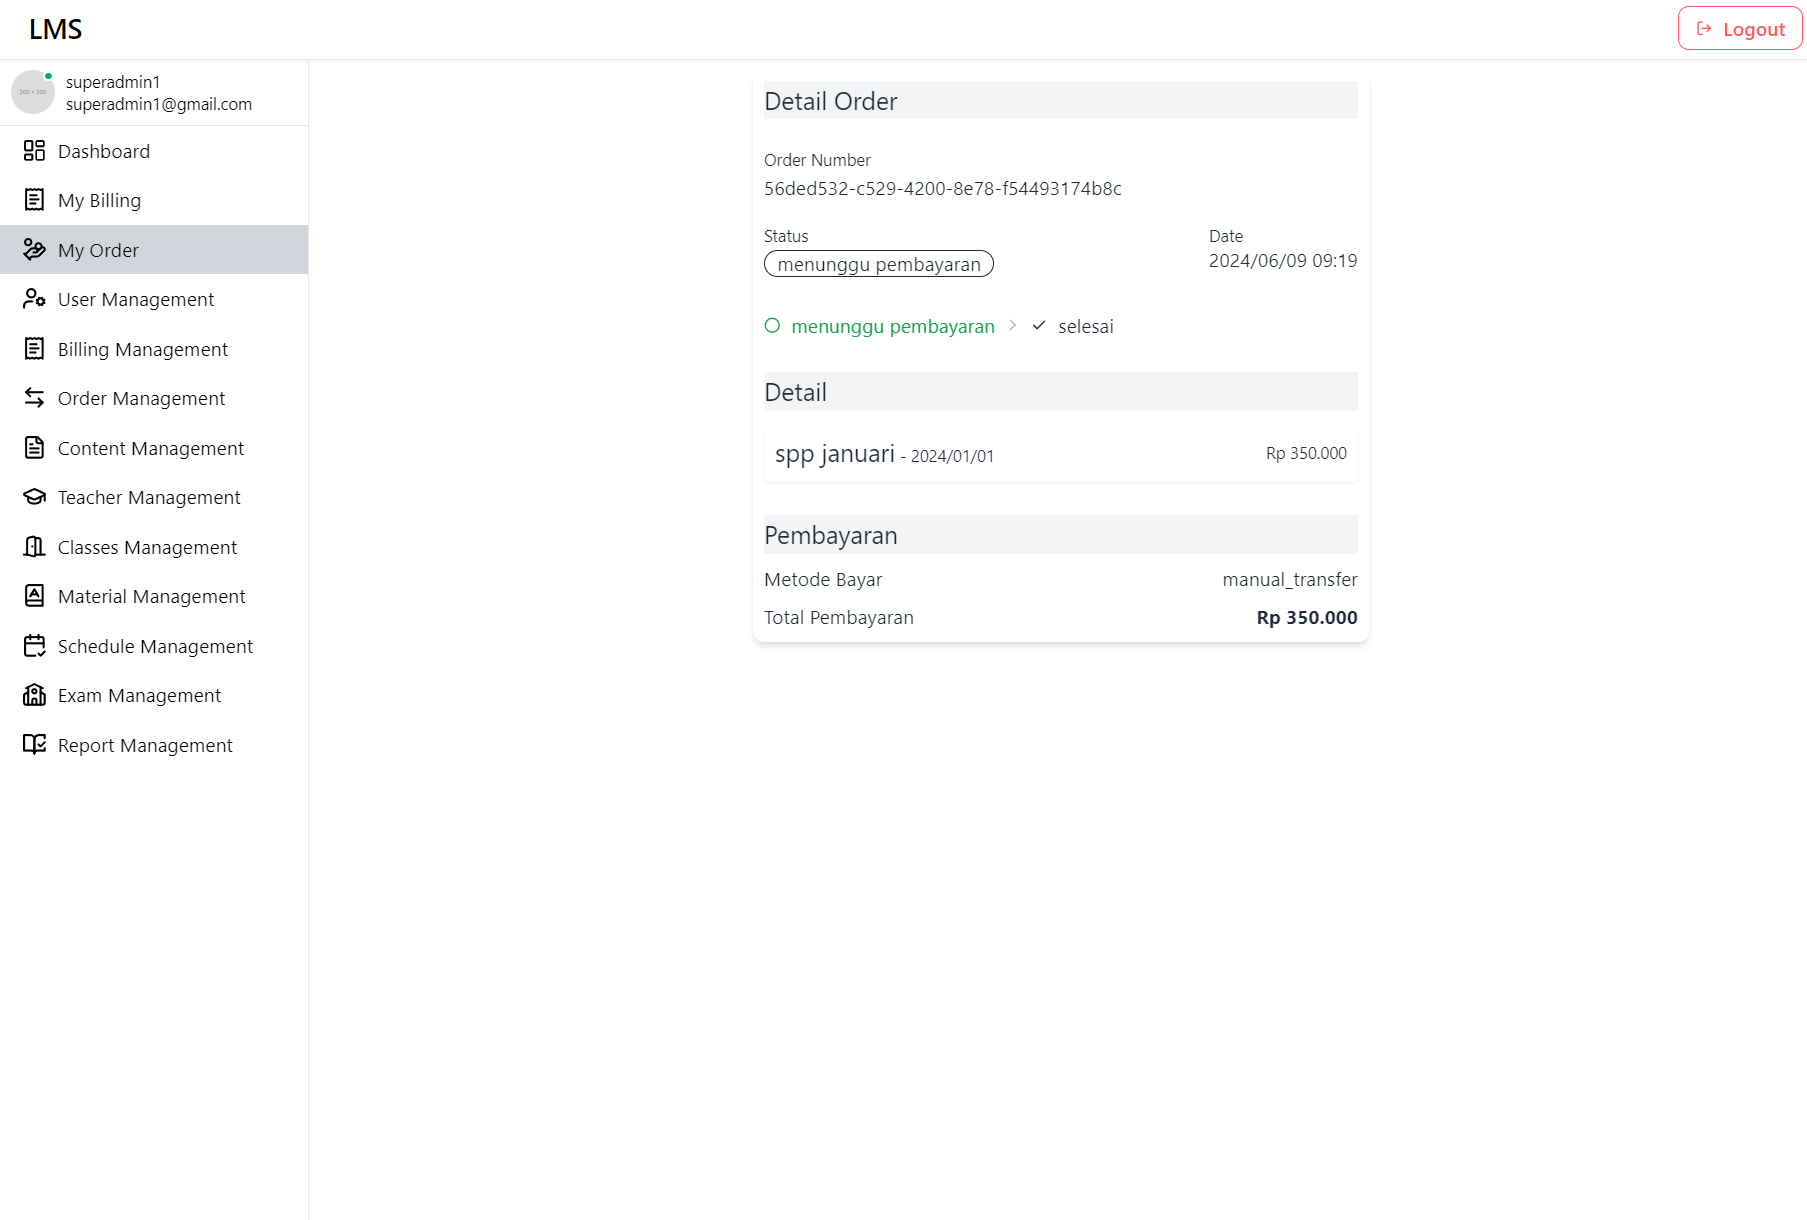 LMS
Logout
200 × 200
superadmin1
superadmin1@gmail.com
Dashboard
My Billing
My Order
User Management
Billing Management
Order Management
Content Management
Teacher Management
Classes Management
Material Management
Schedule Management
Exam Management
Report Management
Detail Order
Order Number
56ded532-c529-4200-8e78-f54493174b8c
Status
menunggu pembayaran
Date
2024/06/09 09:19
menunggu pembayaran
selesai
Detail
spp januari - 2024/01/01
Rp 350.000
Pembayaran
Metode Bayar
manual_transfer
Total Pembayaran
Rp 350.000